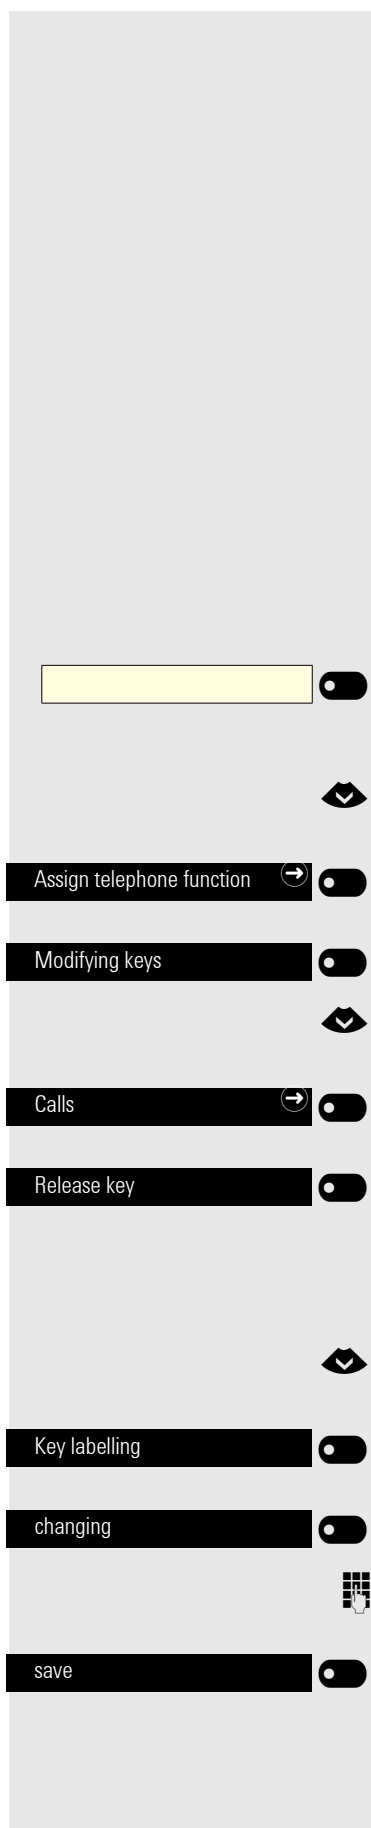 Assign telephone function
Modifying keys
Calls
Release key
Key labelling
changing
save